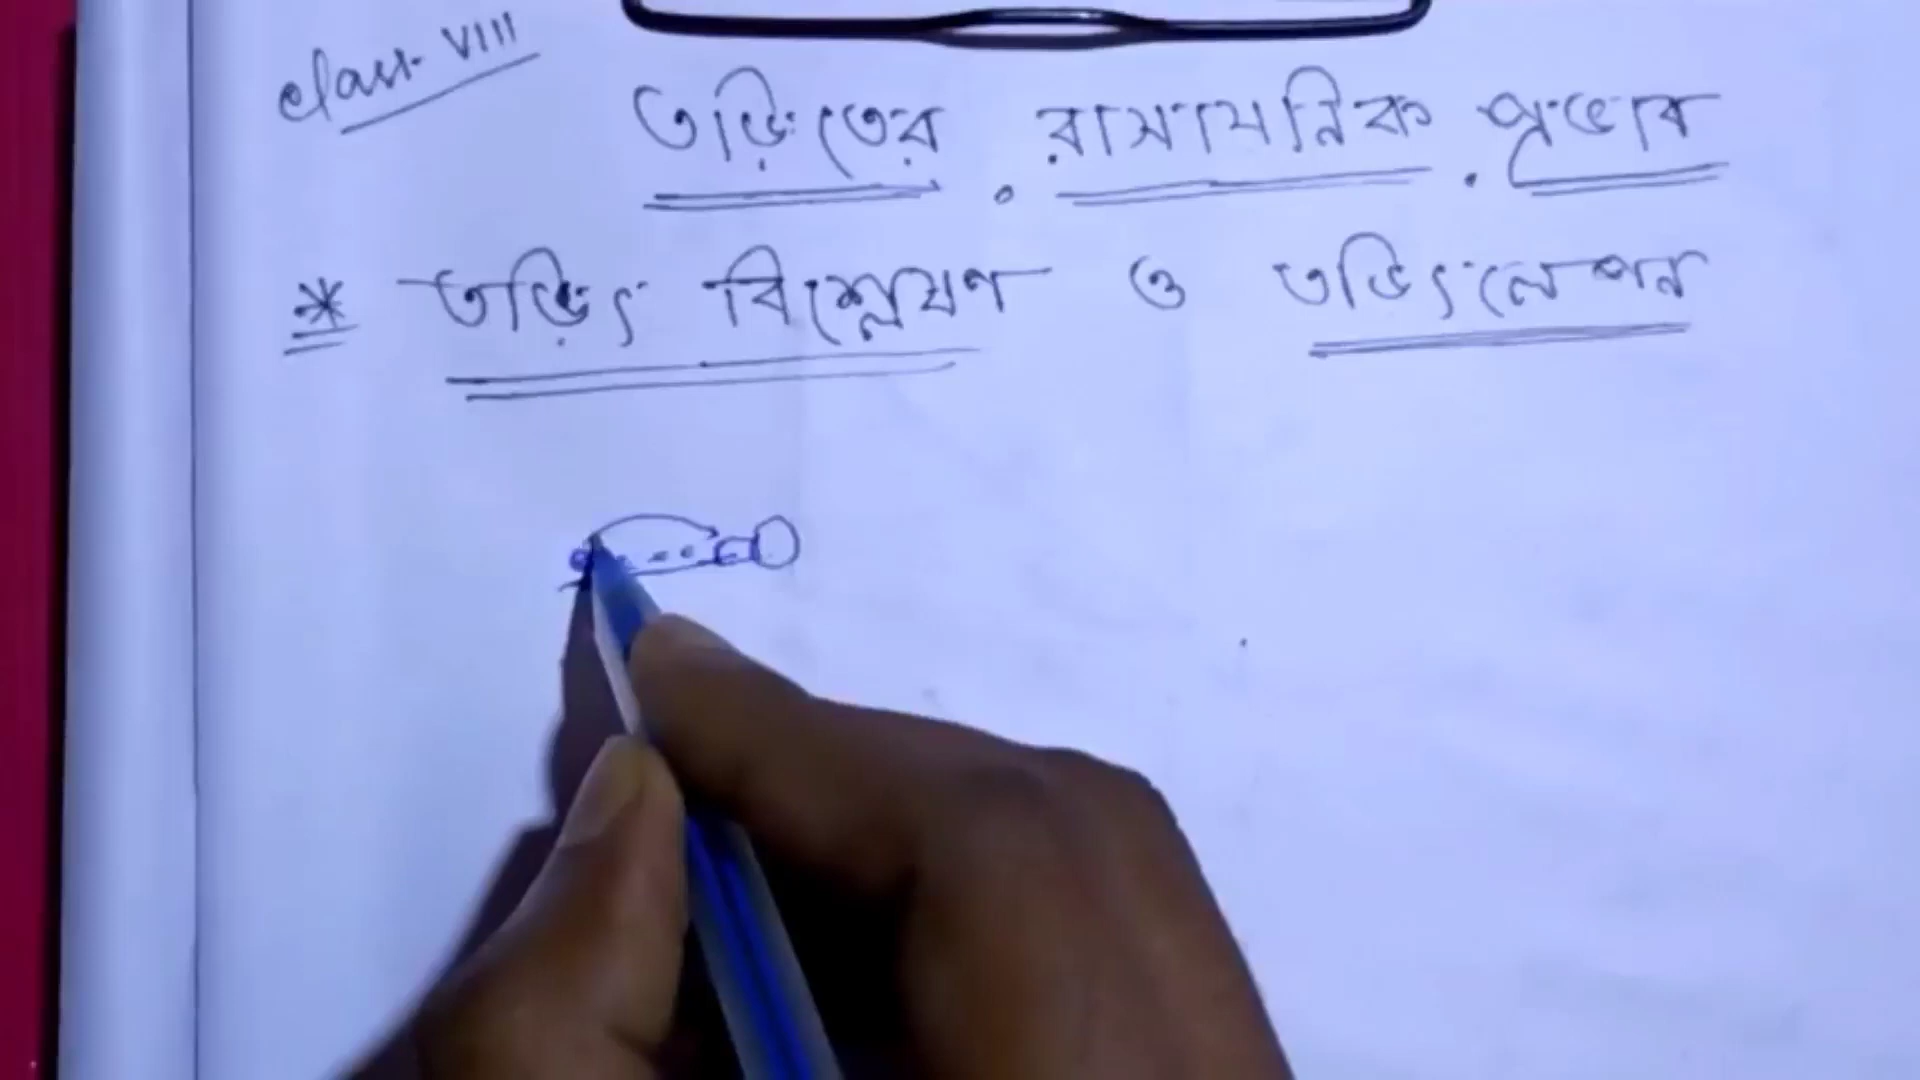 Class-VIII
তড়িতের . রাসায়নিক . প্রভাব
* তড়িৎ বিশ্লেষণ ও তড়িৎলেপন